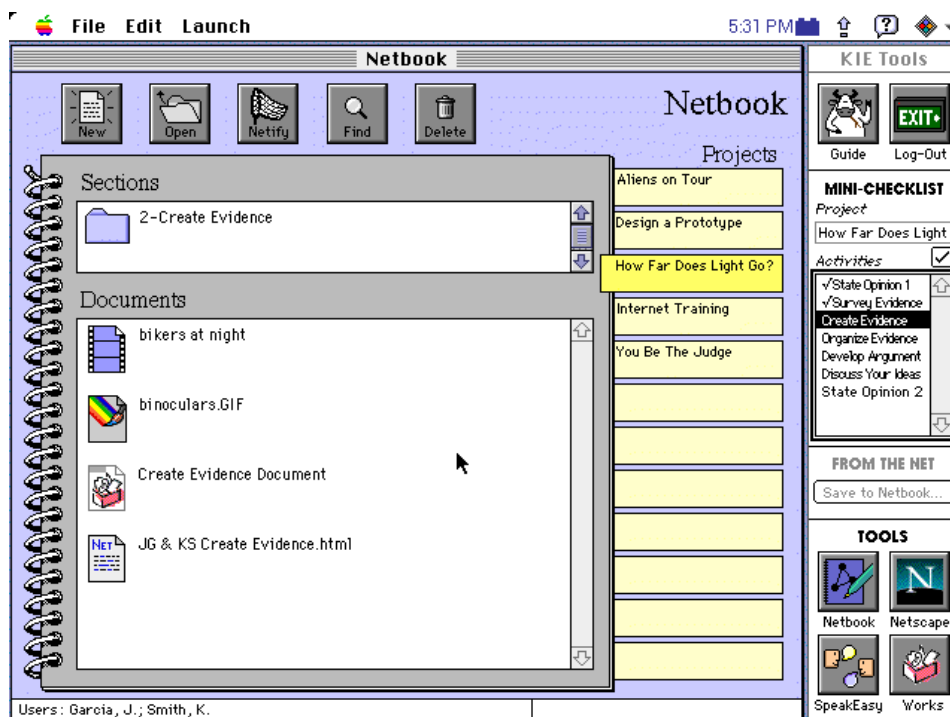 File Edit Launch 5:31 PM
Netbook
New
Open
Netify
Find
Delete
Netbook
Projects
Sections
2-Create Evidence
Documents
bikers at night
binoculars.GIF
Create Evidence Document
NET
JG & KS Create Evidence.html
Aliens on Tour
Design a Prototype
How Far Does Light Go?
Internet Training
You Be The Judge
Users: Garcia, J.; Smith, K.
KIE Tools
EXIT
Guide
Log-Out
MINI-CHECKLIST
Project
How Far Does Light
Activities
√State Opinion 1
√Survey Evidence
Create Evidence
Organize Evidence
Develop Argument
Discuss Your Ideas
State Opinion 2
FROM THE NET
Save to Netbook...
TOOLS
N
Netbook
Netscape
SpeakEasy
Works